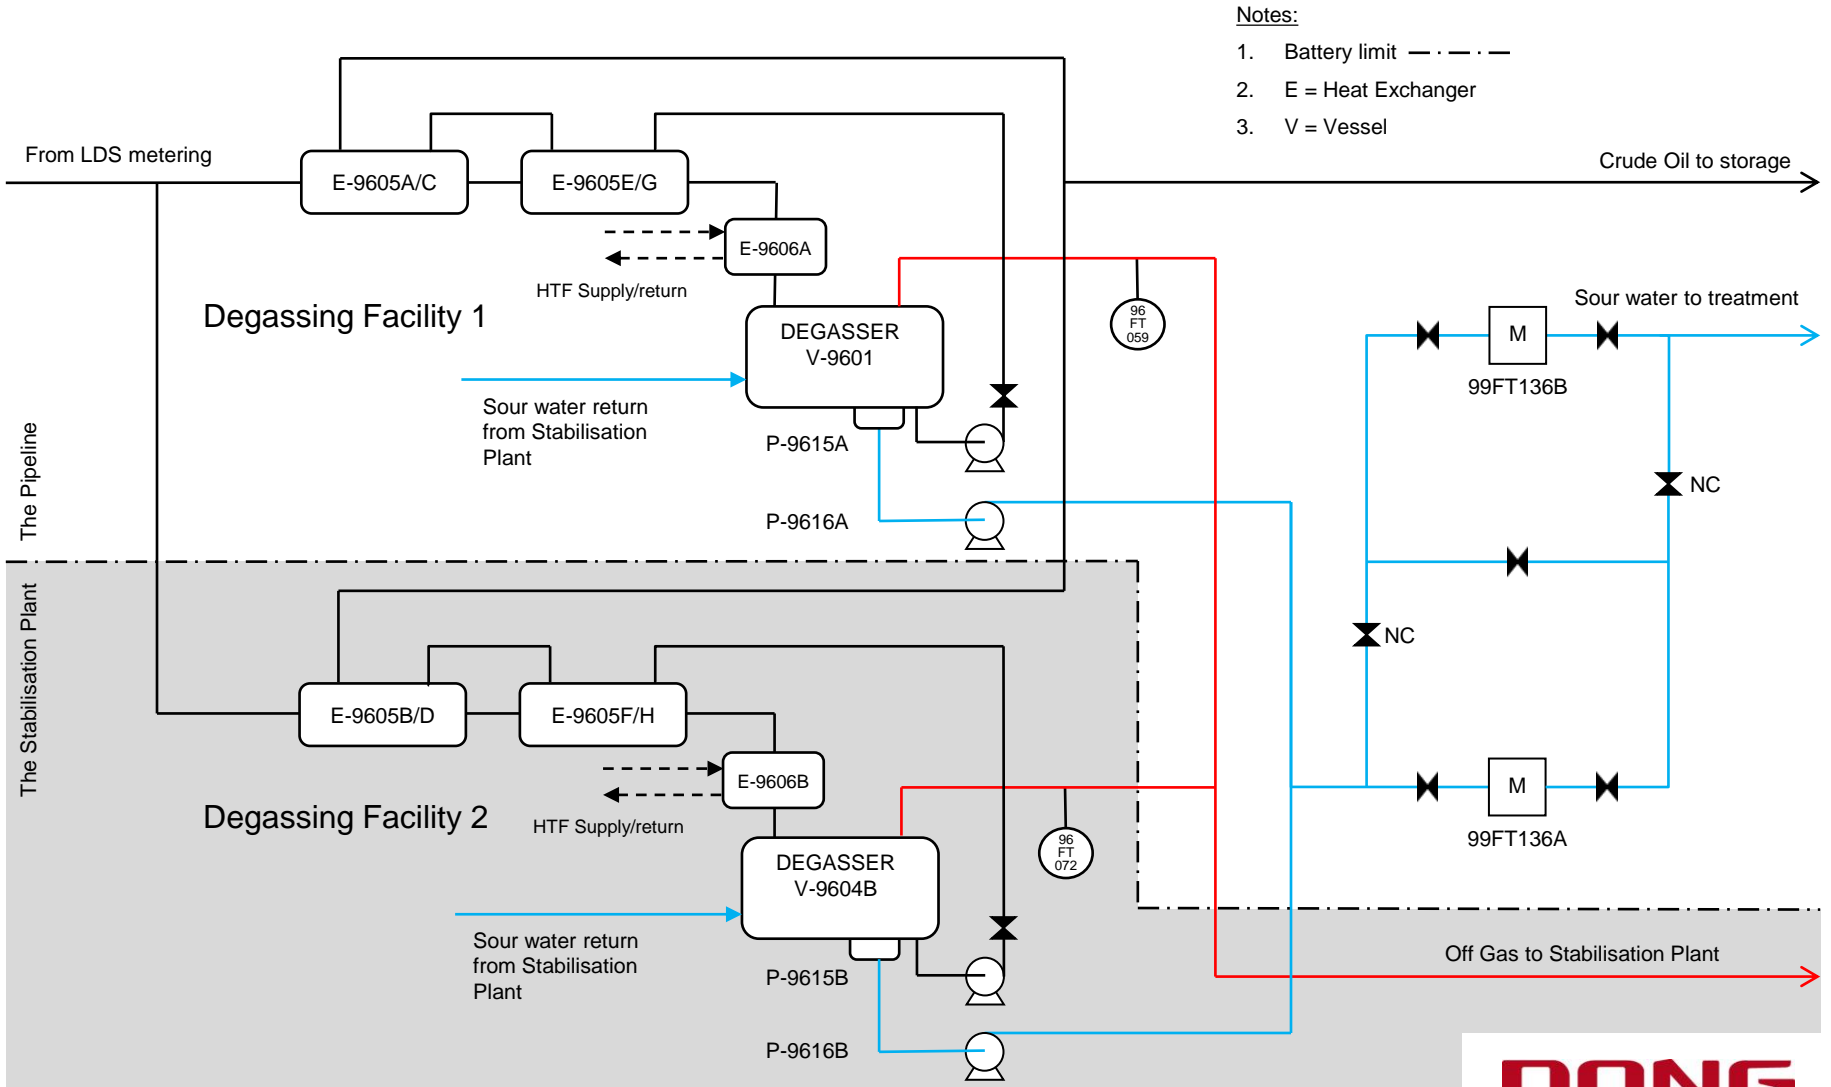 Notes:
1. Battery limit
2. E = Heat Exchanger
3. V = Vessel
From LDS metering
E-9605A/C
E-9605E/G
Crude Oil to storage
E-9606A
HTF Supply/return
Degassing Facility 1
DEGASSER
V-9601
96
FT
059
Sour water to treatment
M
99FT136B
Sour water return
from Stabilisation
Plant
P-9615A
P-9616A
NC
The Pipeline
The Stabilisation Plant
NC
E-9605B/D
E-9605F/H
E-9606B
HTF Supply/return
Degassing Facility 2
DEGASSER
V-9604B
96
FT
072
M
99FT136A
Sour water return
from Stabilisation
Plant
P-9615B
P-9616B
Off Gas to Stabilisation Plant
DONG